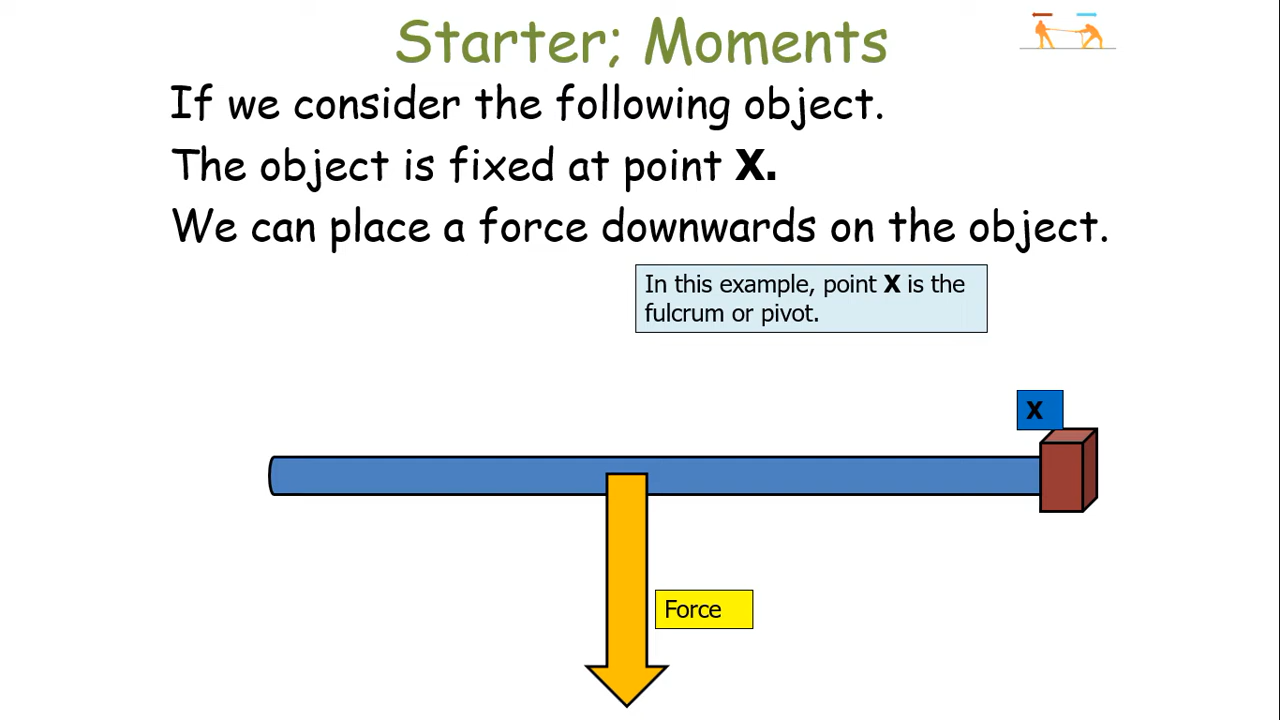 Starter; Moments
If we consider the following object.
The object is fixed at point X.
We can place a force downwards on the object.
In this example, point X is the
fulcrum or pivot.
X
Force